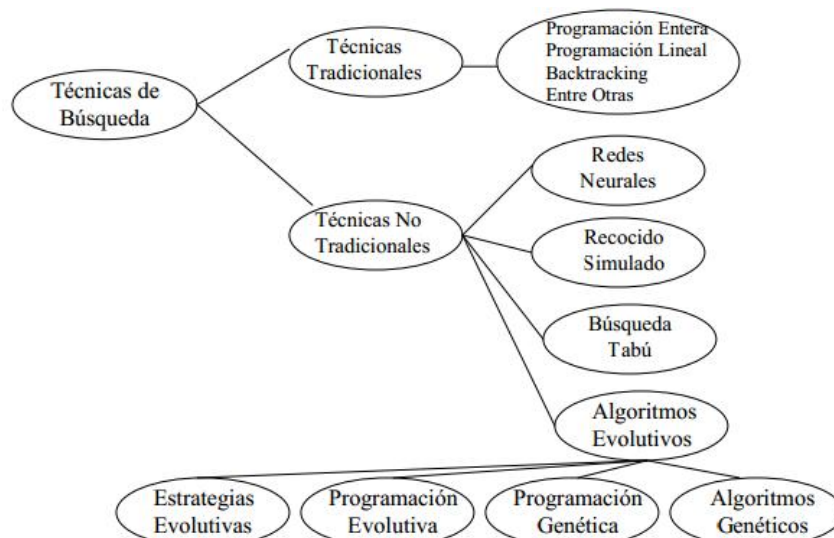 Técnicas de
Búsqueda
Técnicas
Tradicionales
Programación Entera
Programación Lineal
Backtracking
Entre Otras
Técnicas No
Tradicionales
Redes
Neurales
Recocido
Simulado
Búsqueda
Tabú
Algoritmos
Evolutivos
Estrategias
Evolutivas
Programación
Evolutiva
Programación
Genética
Algoritmos
Genéticos